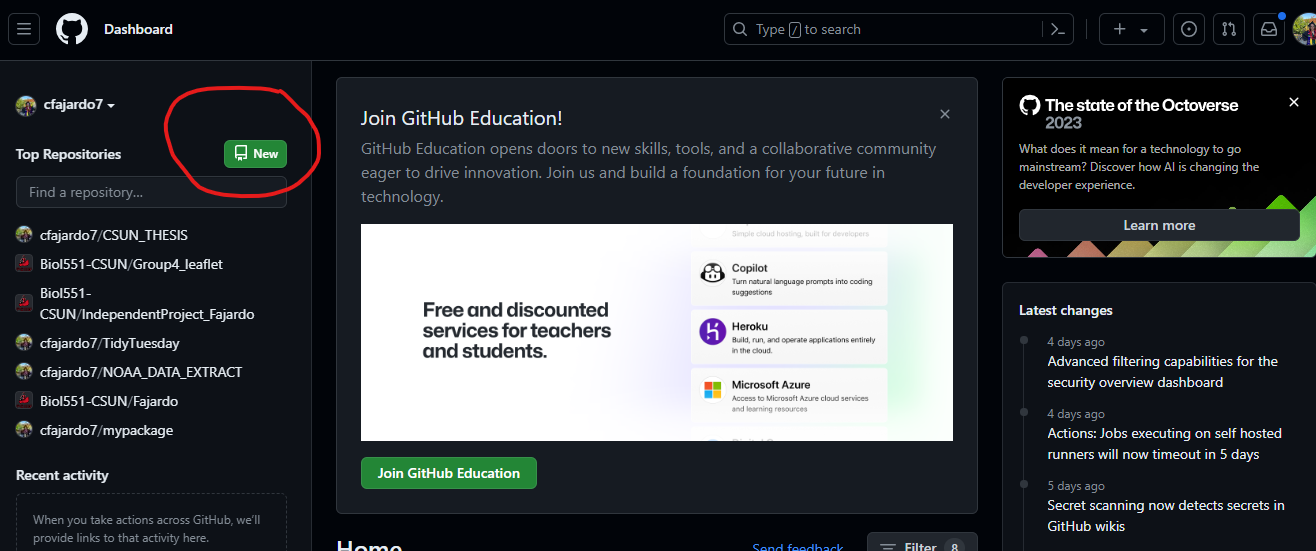 Dashboard
Type / to search
cfajardo7
Top Repositories
New
Find a repository...
cfajardo7/CSUN_THESIS
Biol551-CSUN/Group4_leaflet
Biol551-
CSUN/IndependentProject_Fajardo
cfajardo7/TidyTuesday
cfajardo7/NOAA_DATA_EXTRACT
Biol551-CSUN/Fajardo
cfajardo7/mypackage
Recent activity
When you take actions across GitHub, we'll
provide links to that activity here.
Join GitHub Education!
GitHub Education opens doors to new skills, tools, and a collaborative community
eager to drive innovation. Join us and build a foundation for your future in
technology.
Free and discounted
services for teachers
and students.
Simple cloud hosting, built for developers
Copilot
Turn natural language prompts into coding
suggestions
Heroku
Build, run, and operate applications entirely
in the cloud.
Microsoft Azure
Access to Microsoft Azure cloud services
and learning resources
Join GitHub Education
Home
Send feedback
Filter 8
The state of the Octoverse
2023
What does it mean for a technology to go
mainstream? Discover how AI is changing the
developer experience.
Learn more
Latest changes
4 days ago
Advanced filtering capabilities for the
security overview dashboard
4 days ago
Actions: Jobs executing on self hosted
runners will now timeout in 5 days
5 days ago
Secret scanning now detects secrets in
GitHub wikis